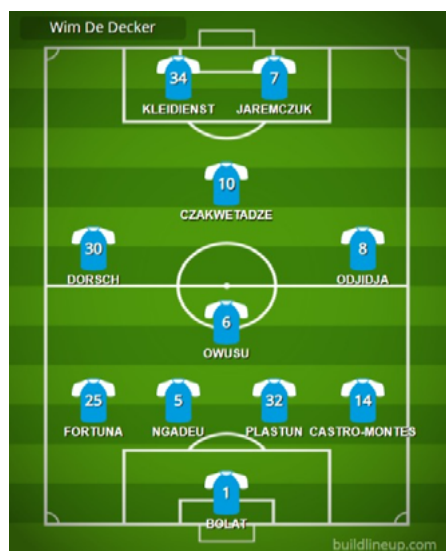 Wim De Decker
34
7
KLEIDIENST
JAREMCZUK
10
CZAKWETADZE
30
8
DORSCH
ODJIDJA
6
OWUSU
25
5
32
14
FORTUNA
NGADEU
PLASTUN
CASTRO-MONTES
1
BOLAT
buildlineup.com